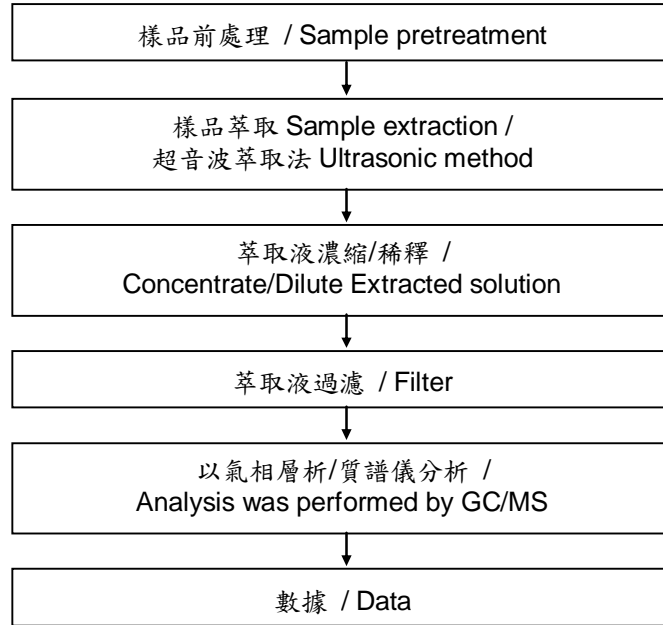 樣品前處理 / Sample pretreatment
樣品萃取 Sample extraction /
超音波萃取法 Ultrasonic method
萃取液濃縮/稀釋 /
Concentrate/Dilute Extracted solution
萃取液過濾 / Filter
以氣相層析/質譜儀分析 /
Analysis was performed by GC/MS
數據 / Data